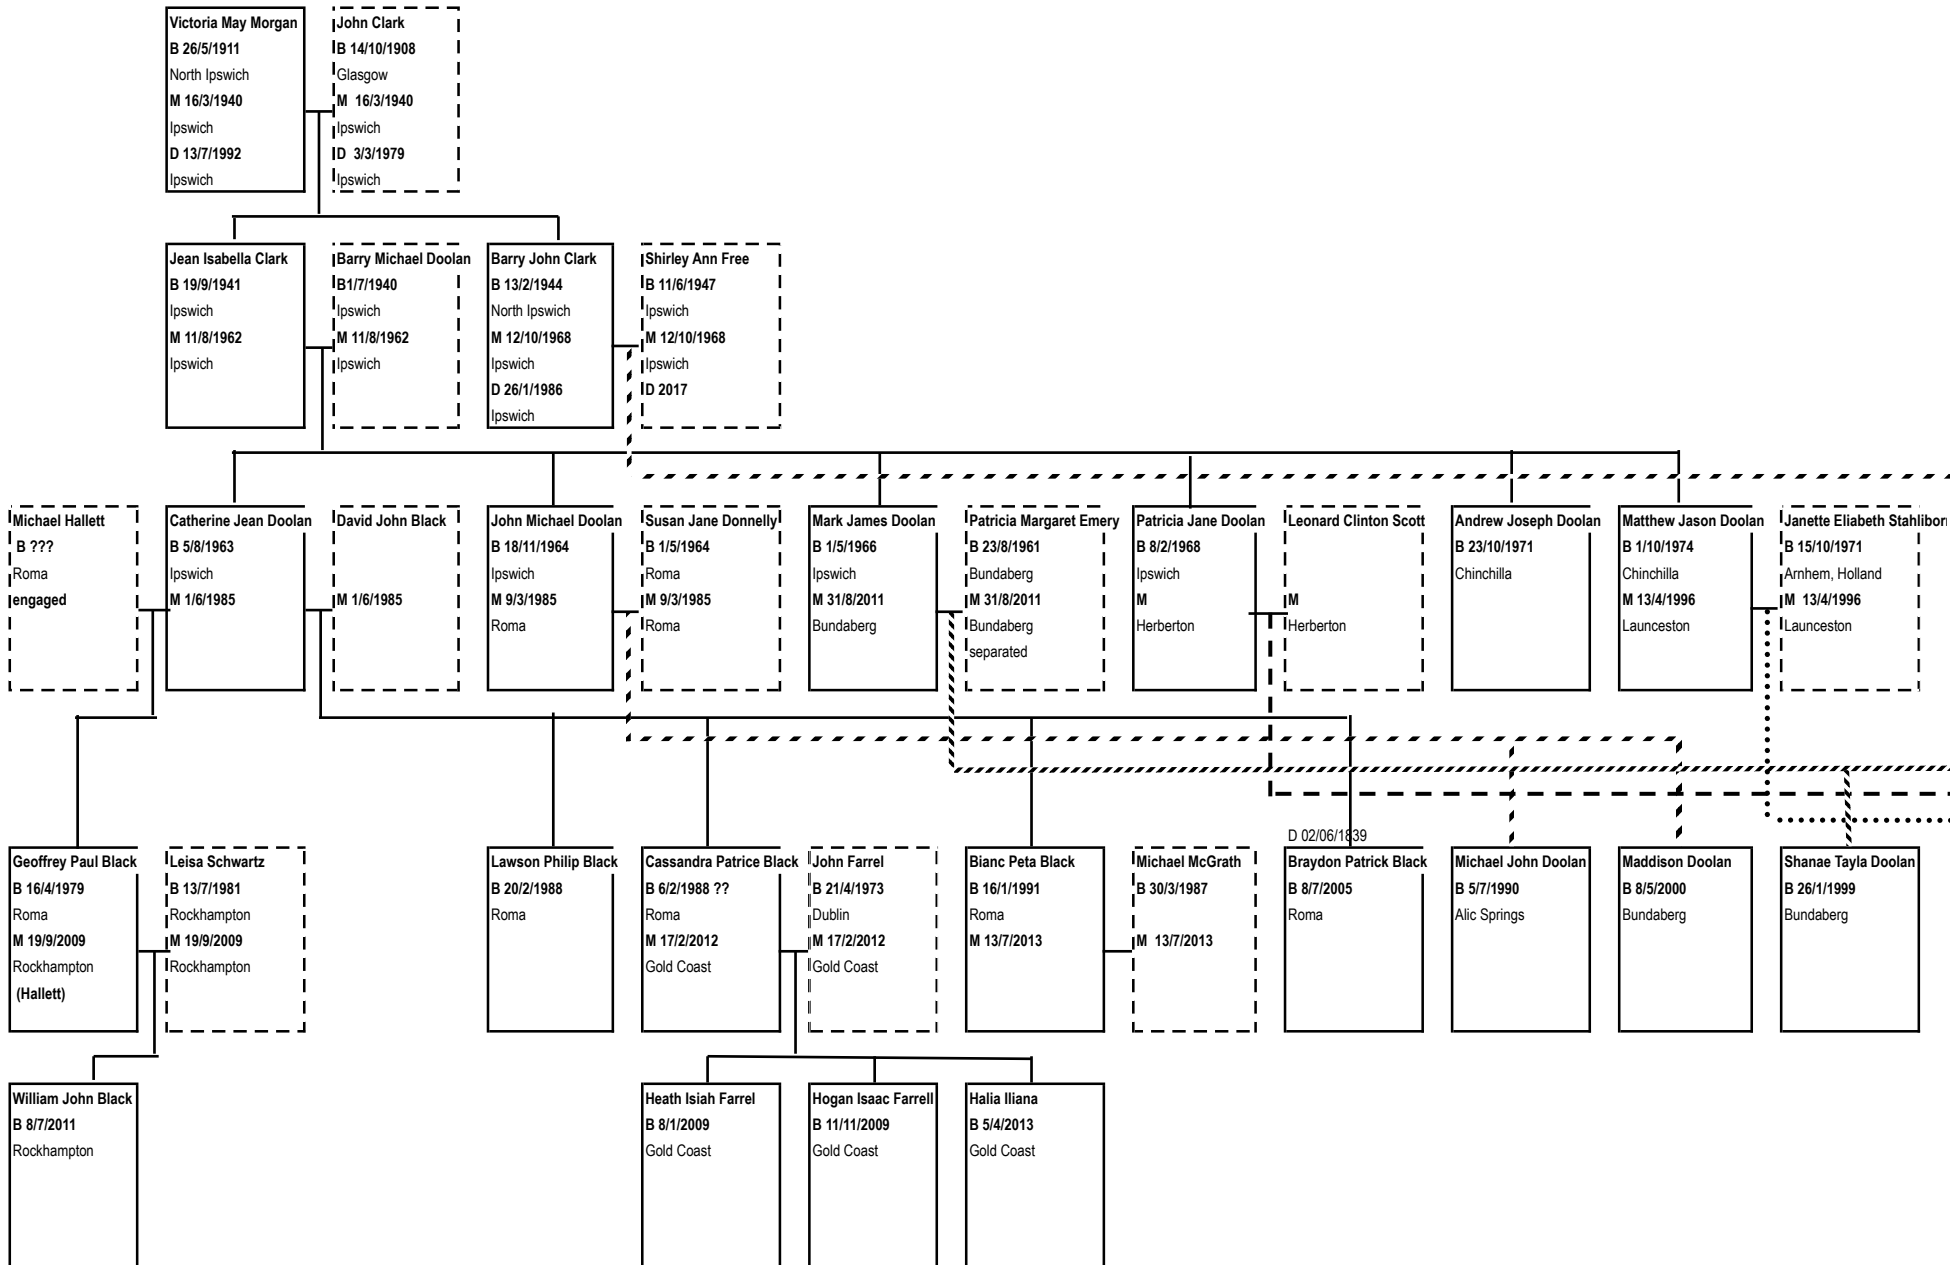 Victoria May Morgan
B 26/5/1911
North Ipswich
M 16/3/1940
Ipswich
D 13/7/1992
Ipswich
John Clark
B 14/10/1908
Glasgow
M 16/3/1940
Ipswich
D 3/3/1979
Ipswich
Jean Isabella Clark
B 19/9/1941
Ipswich
M 11/8/1962
Ipswich
Barry Michael Doolan
B1/7/1940
Ipswich
M 11/8/1962
Ipswich
Barry John Clark
B 13/2/1944
North Ipswich
M 12/10/1968
Ipswich
D 26/1/1986
Ipswich
Shirley Ann Free
B 11/6/1947
Ipswich
M 12/10/1968
Ipswich
D 2017
Michael Hallett
B ???
Roma
engaged
Catherine Jean Doolan
B 5/8/1963
Ipswich
M 1/6/1985
David John Black
M 1/6/1985
John Michael Doolan
B 18/11/1964
Ipswich
M 9/3/1985
Roma
Susan Jane Donnelly
B 1/5/1964
Roma
M 9/3/1985
Roma
Mark James Doolan
B 1/5/1966
Ipswich
M 31/8/2011
Bundaberg
Patricia Margaret Emery
B 23/8/1961
Bundaberg
M 31/8/2011
Bundaberg
separated
Patricia Jane Doolan
B 8/2/1968
Ipswich
M
Herberton
Leonard Clinton Scott
M
Herberton
Andrew Joseph Doolan
B 23/10/1971
Chinchilla
Matthew Jason Doolan
B 1/10/1974
Chinchilla
M 13/4/1996
Launceston
Janette Eliabeth Stahlibor
B 15/10/1971
Arnhem, Holland
M 13/4/1996
Launceston
Geoffrey Paul Black
B 16/4/1979
Roma
M 19/9/2009
Rockhampton
(Hallett)
Leisa Schwartz
B 13/7/1981
Rockhampton
M 19/9/2009
Rockhampton
Lawson Philip Black
B 20/2/1988
Roma
Cassandra Patrice Black
B 6/2/1988 ??
Roma
M 17/2/2012
Gold Coast
John Farrel
B 21/4/1973
Dublin
M 17/2/2012
Gold Coast
Bianc Peta Black
B 16/1/1991
Roma
M 13/7/2013
Michael McGrath
B 30/3/1987
M 13/7/2013
D 02/06/1839
Braydon Patrick Black
B 8/7/2005
Roma
Michael John Doolan
B 5/7/1990
Alic Springs
Maddison Doolan
B 8/5/2000
Bundaberg
Shanae Tayla Doolan
B 26/1/1999
Bundaberg
William John Black
B 8/7/2011
Rockhampton
Heath Isiah Farrel
B 8/1/2009
Gold Coast
Hogan Isaac Farrell
B 11/11/2009
Gold Coast
Halia Iliana
B 5/4/2013
Gold Coast